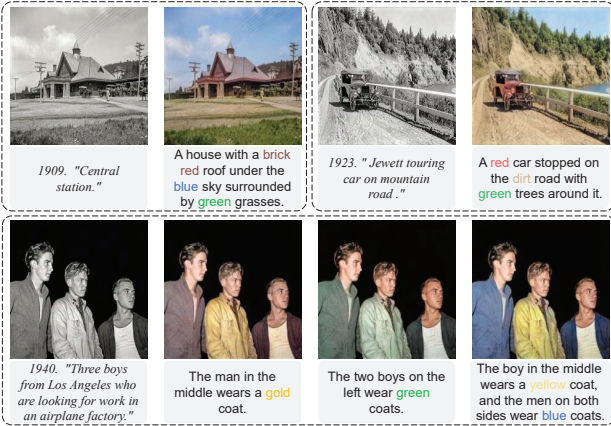 1909. "Central
station."
A house with a brick
red roof under the
blue sky surrounded
by green grasses.
1923. " Jewett touring
car on mountain
road ."
A red car stopped on
the dirt road with
green trees around it.
1940. "Three boys
from Los Angeles who
are looking for work in
an airplane factory."
The man in the
middle wears a gold
coat.
The two boys on the
left wear green
coats.
The boy in the middle
wears a yellow coat,
and the men on both
sides wear blue coats.